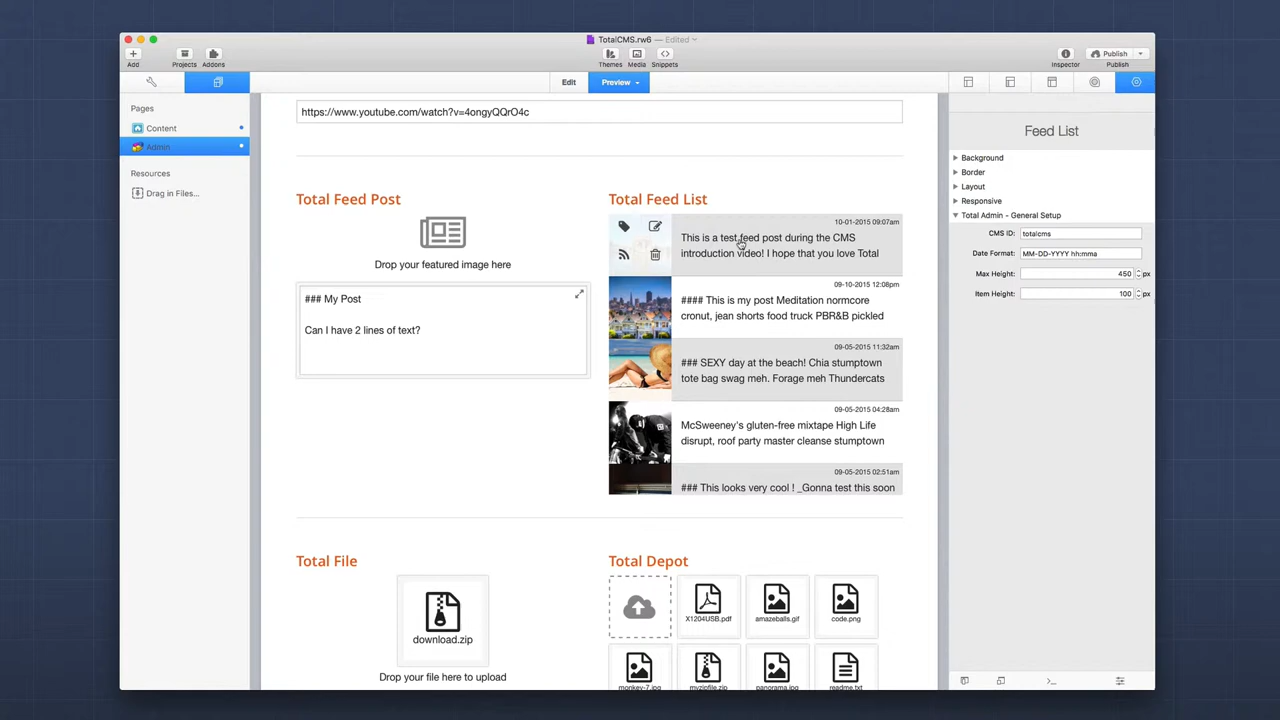 TotalCMS.rw6 — Edited
Add
Projects
Addons
Themes
Media
Snippets
Inspector
Publish
Publish
Edit
Preview
Pages
Content
Admin
Resources
Drag in Files...
https://www.youtube.com/watch?v=4ongyQQrO4c
Total Feed Post
Drop your featured image here
### My Post
Can I have 2 lines of text?
Total Feed List
10-01-2015 09:07am
This is a test feed post during the CMS
introduction video! I hope that you love Total
09-10-2015 12:08pm
#### This is my post Meditation normcore
cronut, jean shorts food truck PBR&B pickled
09-05-2015 11:32am
### SEXY day at the beach! Chia stumptown
tote bag swag meh. Forage meh Thundercats
09-05-2015 04:28am
McSweeney's gluten-free mixtape High Life
disrupt, roof party master cleanse stumptown
09-05-2015 02:51am
### This looks very cool ! _Gonna test this soon
Total File
download.zip
Drop your file here to upload
Total Depot
X1204USB.pdf
amazeballs.gif
code.png
monkey-7.jpg
myzipfile.zip
panorama.jpg
readme.txt
Feed List
Background
Border
Layout
Responsive
Total Admin - General Setup
CMS ID: totalcms
Date Format: MM-DD-YYYY hh:mma
Max Height: 450 px
Item Height: 100 px